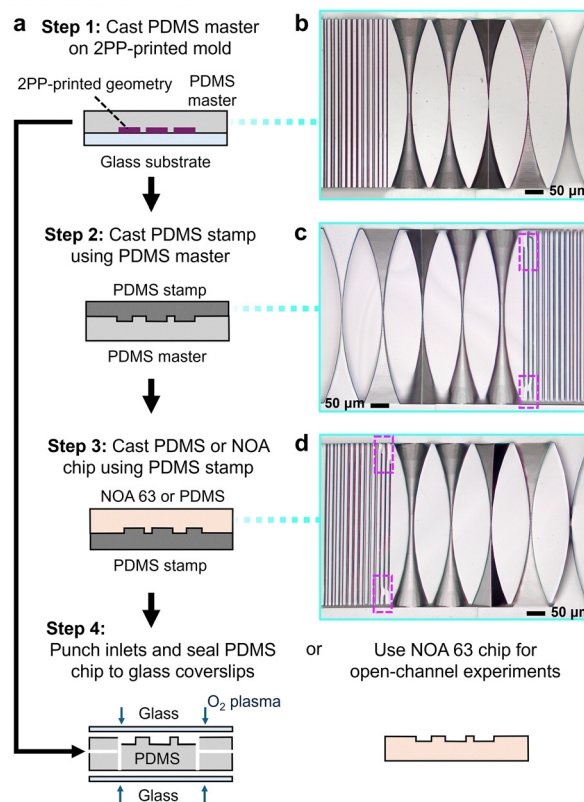 a
Step 1: Cast PDMS master
on 2PP-printed mold
2PP-printed geometry
PDMS
master
Glass substrate
Step 2: Cast PDMS stamp
using PDMS master
PDMS stamp
PDMS master
Step 3: Cast PDMS or NOA
chip using PDMS stamp
NOA 63 or PDMS
PDMS stamp
Step 4:
Punch inlets and seal PDMS
chip to glass coverslips
or
Use NOA 63 chip for
open-channel experiments
O₂ plasma
Glass
PDMS
Glass
b
50 µm
c
50 µm
d
50 µm